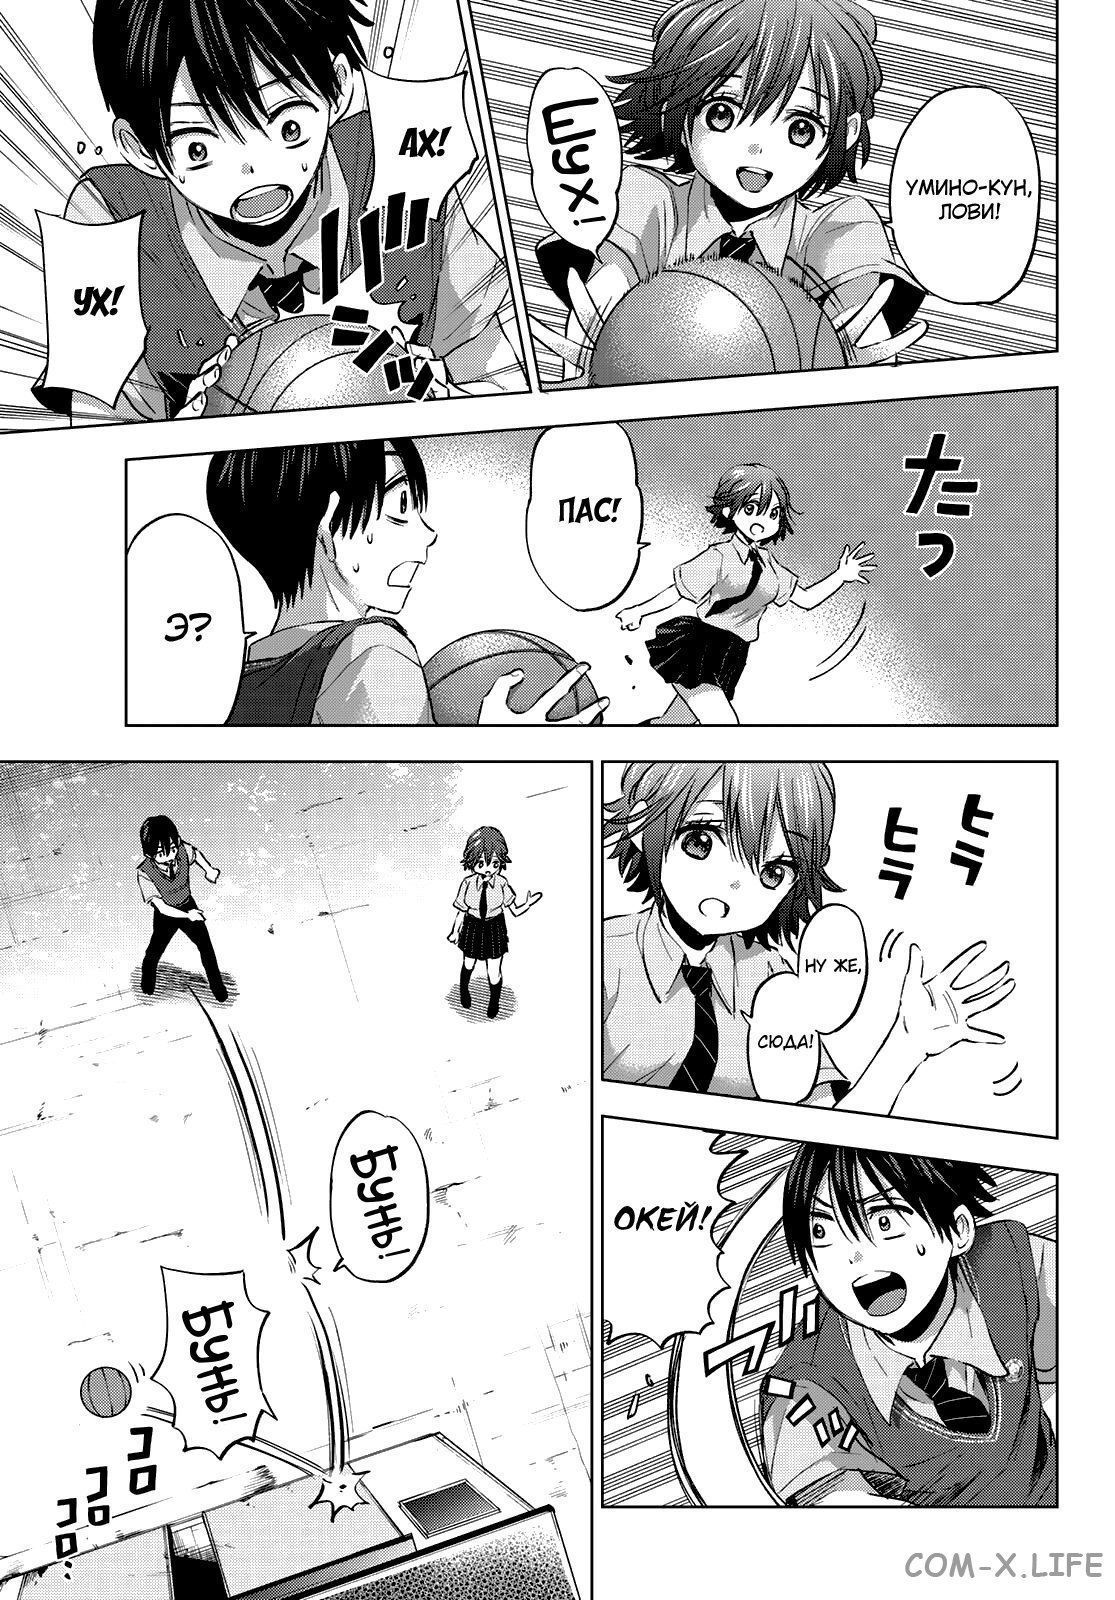 УМИНО-КУН,
ЛОВИ!
ШУХ!
АХ!
УХ!
たっ
ПАС!
Э?
ヒラ
ヒラ
НУ ЖЕ,
СЮДА!
ОКЕЙ!
БУНЬ!
БУНЬ!
コロ
コロ
コロ…
COM-X.LIFE